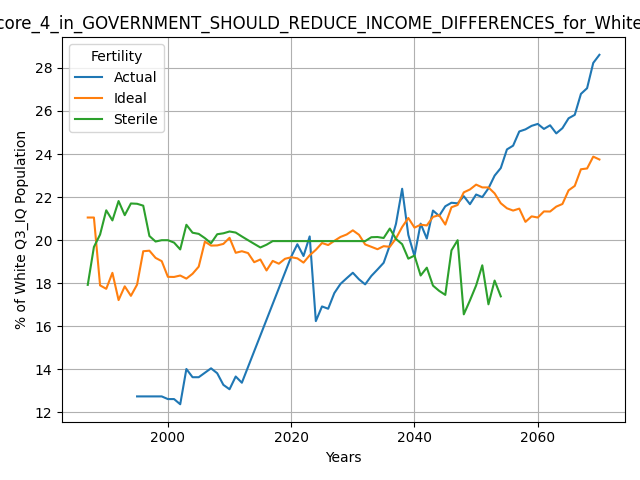 core_4_in_GOVERNMENT_SHOULD_REDUCE_INCOME_DIFFERENCES_for_White
Fertility
Actual
Ideal
Sterile
% of White Q3_IQ Population
28
26
24
22
20
18
16
14
12
2000
2020
2040
2060
Years